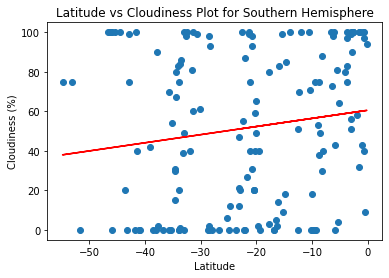 Latitude vs Cloudiness Plot for Southern Hemisphere
Cloudiness (%)
100
80
60
40
20
0
−50 −40 −30 −20 −10 0
Latitude